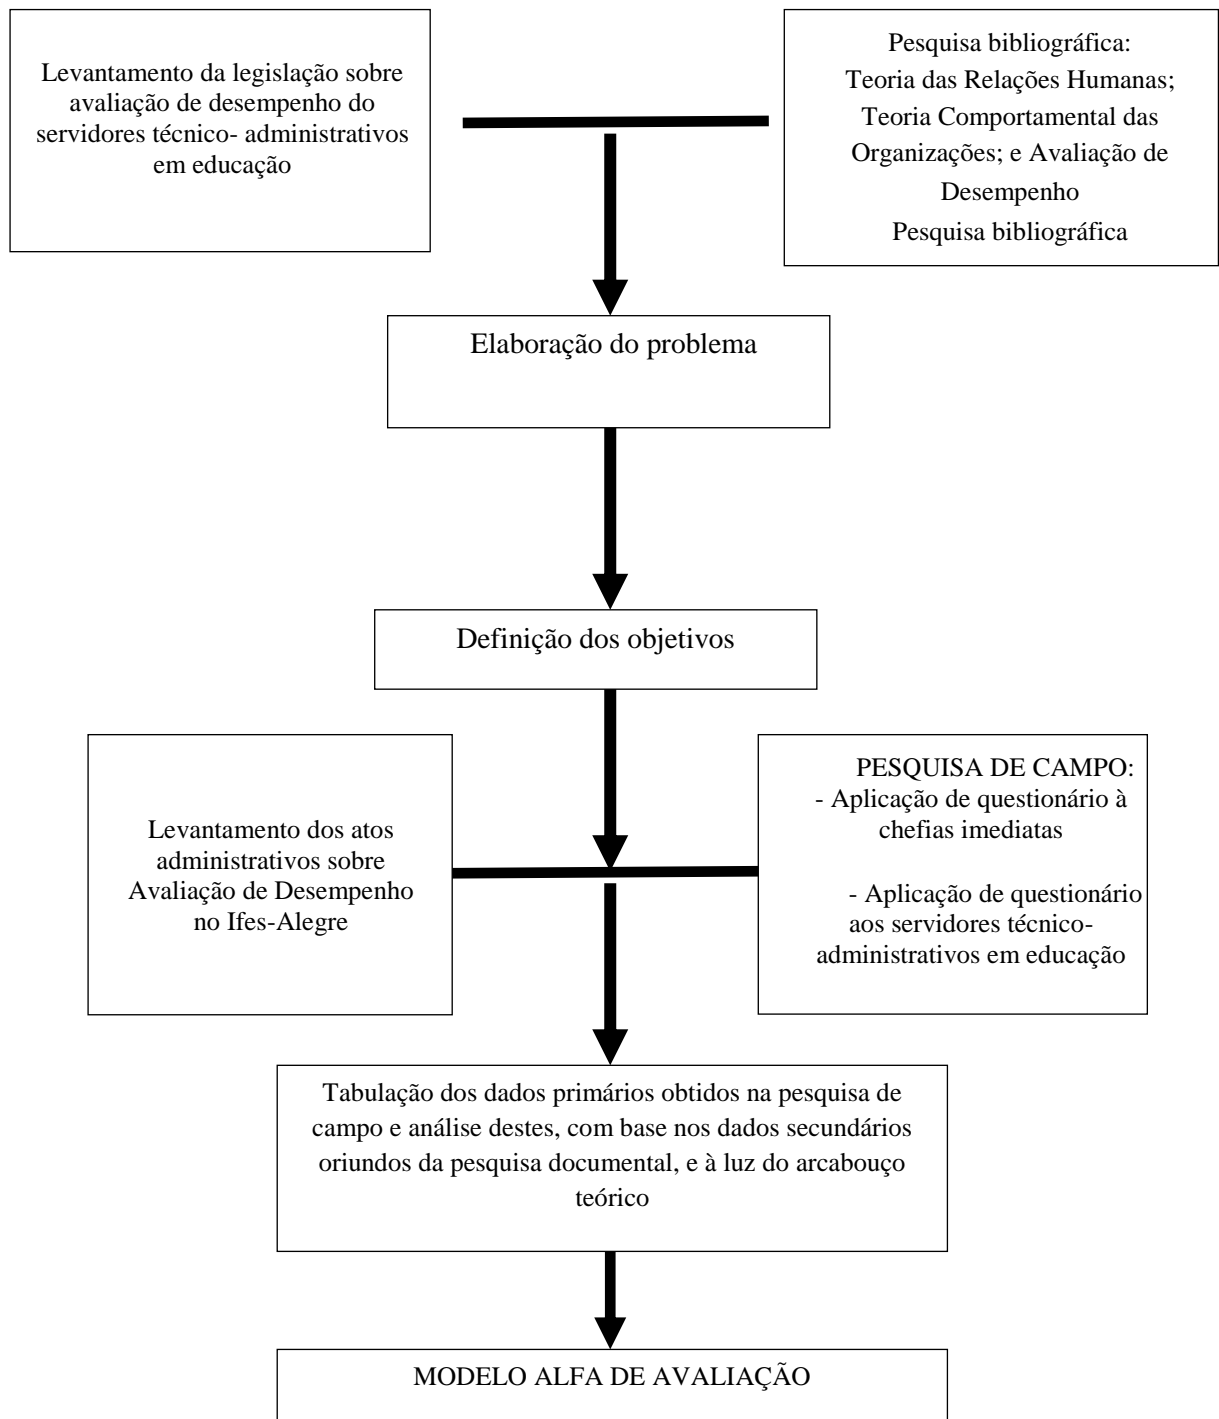 Levantamento da legislação sobre
avaliação de desempenho do
servidores técnico- administrativos
em educação
Pesquisa bibliográfica:
Teoria das Relações Humanas;
Teoria Comportamental das
Organizações; e Avaliação de
Desempenho
Pesquisa bibliográfica
Elaboração do problema
Definição dos objetivos
Levantamento dos atos
administrativos sobre
Avaliação de Desempenho
no Ifes-Alegre
PESQUISA DE CAMPO:
- Aplicação de questionário à
chefias imediatas
- Aplicação de questionário
aos servidores técnico-
administrativos em educação
Tabulação dos dados primários obtidos na pesquisa de
campo e análise destes, com base nos dados secundários
oriundos da pesquisa documental, e à luz do arcabouço
teórico
MODELO ALFA DE AVALIAÇÃO